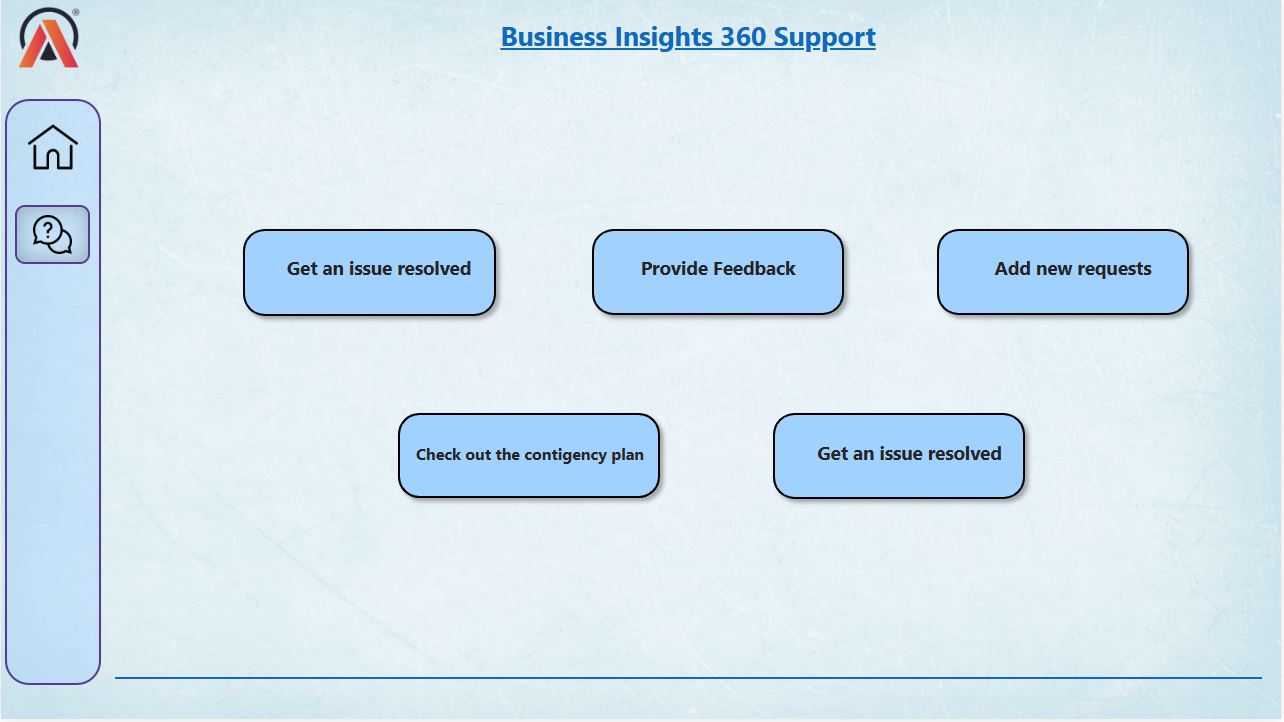 ®
Business Insights 360 Support
?
Get an issue resolved
Provide Feedback
Add new requests
Check out the contigency plan
Get an issue resolved